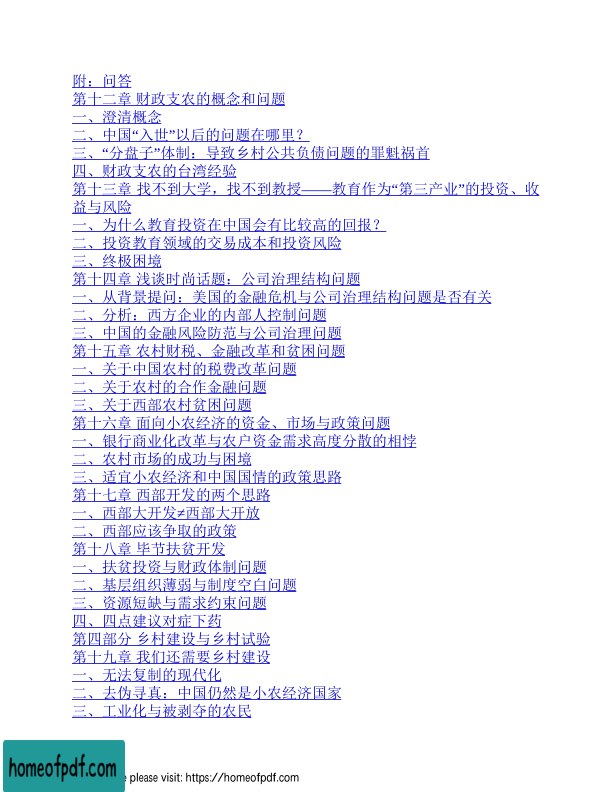 附：问答
第十二章 财政支农的概念和问题
一、澄清概念
二、中国“入世”以后的问题在哪里？
三、“分盘子”体制：导致乡村公共负债问题的罪魁祸首
四、财政支农的台湾经验
第十三章 找不到大学，找不到教授——教育作为“第三产业”的投资、收
益与风险
一、为什么教育投资在中国会有比较高的回报？
二、投资教育领域的交易成本和投资风险
三、终极困境
第十四章 浅谈时尚话题：公司治理结构问题
一、从背景提问：美国的金融危机与公司治理结构问题是否有关
二、分析：西方企业的内部人控制问题
三、中国的金融风险防范与公司治理问题
第十五章 农村财税、金融改革和贫困问题
一、关于中国农村的税费改革问题
二、关于农村的合作金融问题
三、关于西部农村贫困问题
第十六章 面向小农经济的资金、市场与政策问题
一、银行商业化改革与农户资金需求高度分散的相悖
二、农村市场的成功与困境
三、适宜小农经济和中国国情的政策思路
第十七章 西部开发的两个思路
一、西部大开发≠西部大开放
二、西部应该争取的政策
第十八章 毕节扶贫开发
一、扶贫投资与财政体制问题
二、基层组织薄弱与制度空白问题
三、资源短缺与需求约束问题
四、四点建议对症下药
第四部分 乡村建设与乡村试验
第十九章 我们还需要乡村建设
一、无法复制的现代化
二、去伪寻真：中国仍然是小农经济国家
三、工业化与被剥夺的农民
homeofpdf.com
e please visit: https://homeofpdf.com